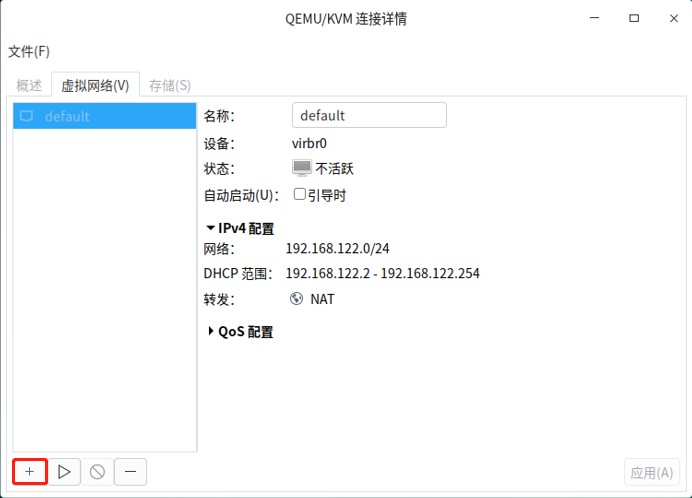 QEMU/KVM 连接详情
文件(F)
概述 虚拟网络(V) 存储(S)
default
名称: default
设备: virbr0
状态: 不活跃
自动启动(U): 引导时
IPv4 配置
网络: 192.168.122.0/24
DHCP 范围: 192.168.122.2 - 192.168.122.254
转发: NAT
QoS 配置
应用(A)